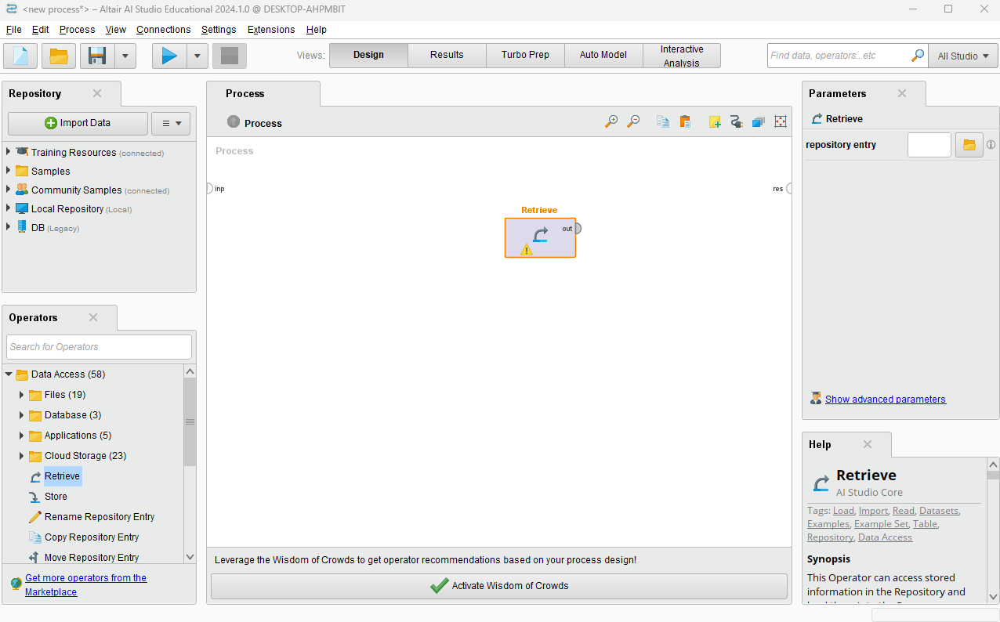 <new process*> – Altair AI Studio Educational 2024.1.0 @ DESKTOP-AHPMBIT
File Edit Process View Connections Settings Extensions Help
Views: Design Results Turbo Prep Auto Model Interactive Analysis
Find data, operators...etc All Studio
Repository
Import Data
Training Resources (connected)
Samples
Community Samples (connected)
Local Repository (Local)
DB (Legacy)
Operators
Search for Operators
Data Access (58)
Files (19)
Database (3)
Applications (5)
Cloud Storage (23)
Retrieve
Store
Rename Repository Entry
Copy Repository Entry
Move Repository Entry
Get more operators from the
Marketplace
Process
Process
Process
inp
res
Retrieve
out
Leverage the Wisdom of Crowds to get operator recommendations based on your process design!
Activate Wisdom of Crowds
Parameters
Retrieve
repository entry
Show advanced parameters
Help
Retrieve
AI Studio Core
Tags: Load, Import, Read, Datasets,
Examples, Example Set, Table,
Repository, Data Access
Synopsis
This Operator can access stored
information in the Repository and